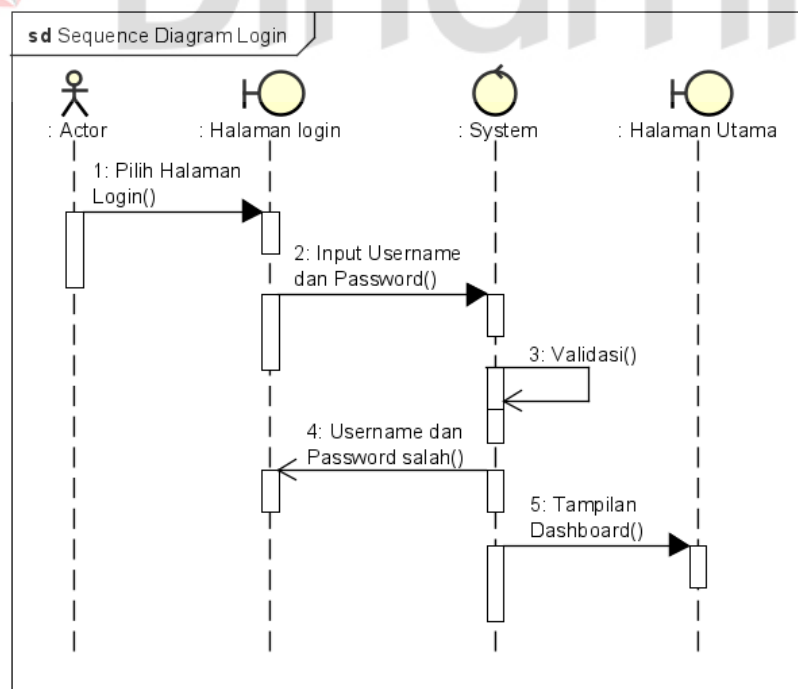 sd Sequence Diagram Login
: Actor
: Halaman login
: System
: Halaman Utama
1: Pilih Halaman
Login()
2: Input Username
dan Password()
3: Validasi()
4: Username dan
Password salah()
5: Tampilan
Dashboard()